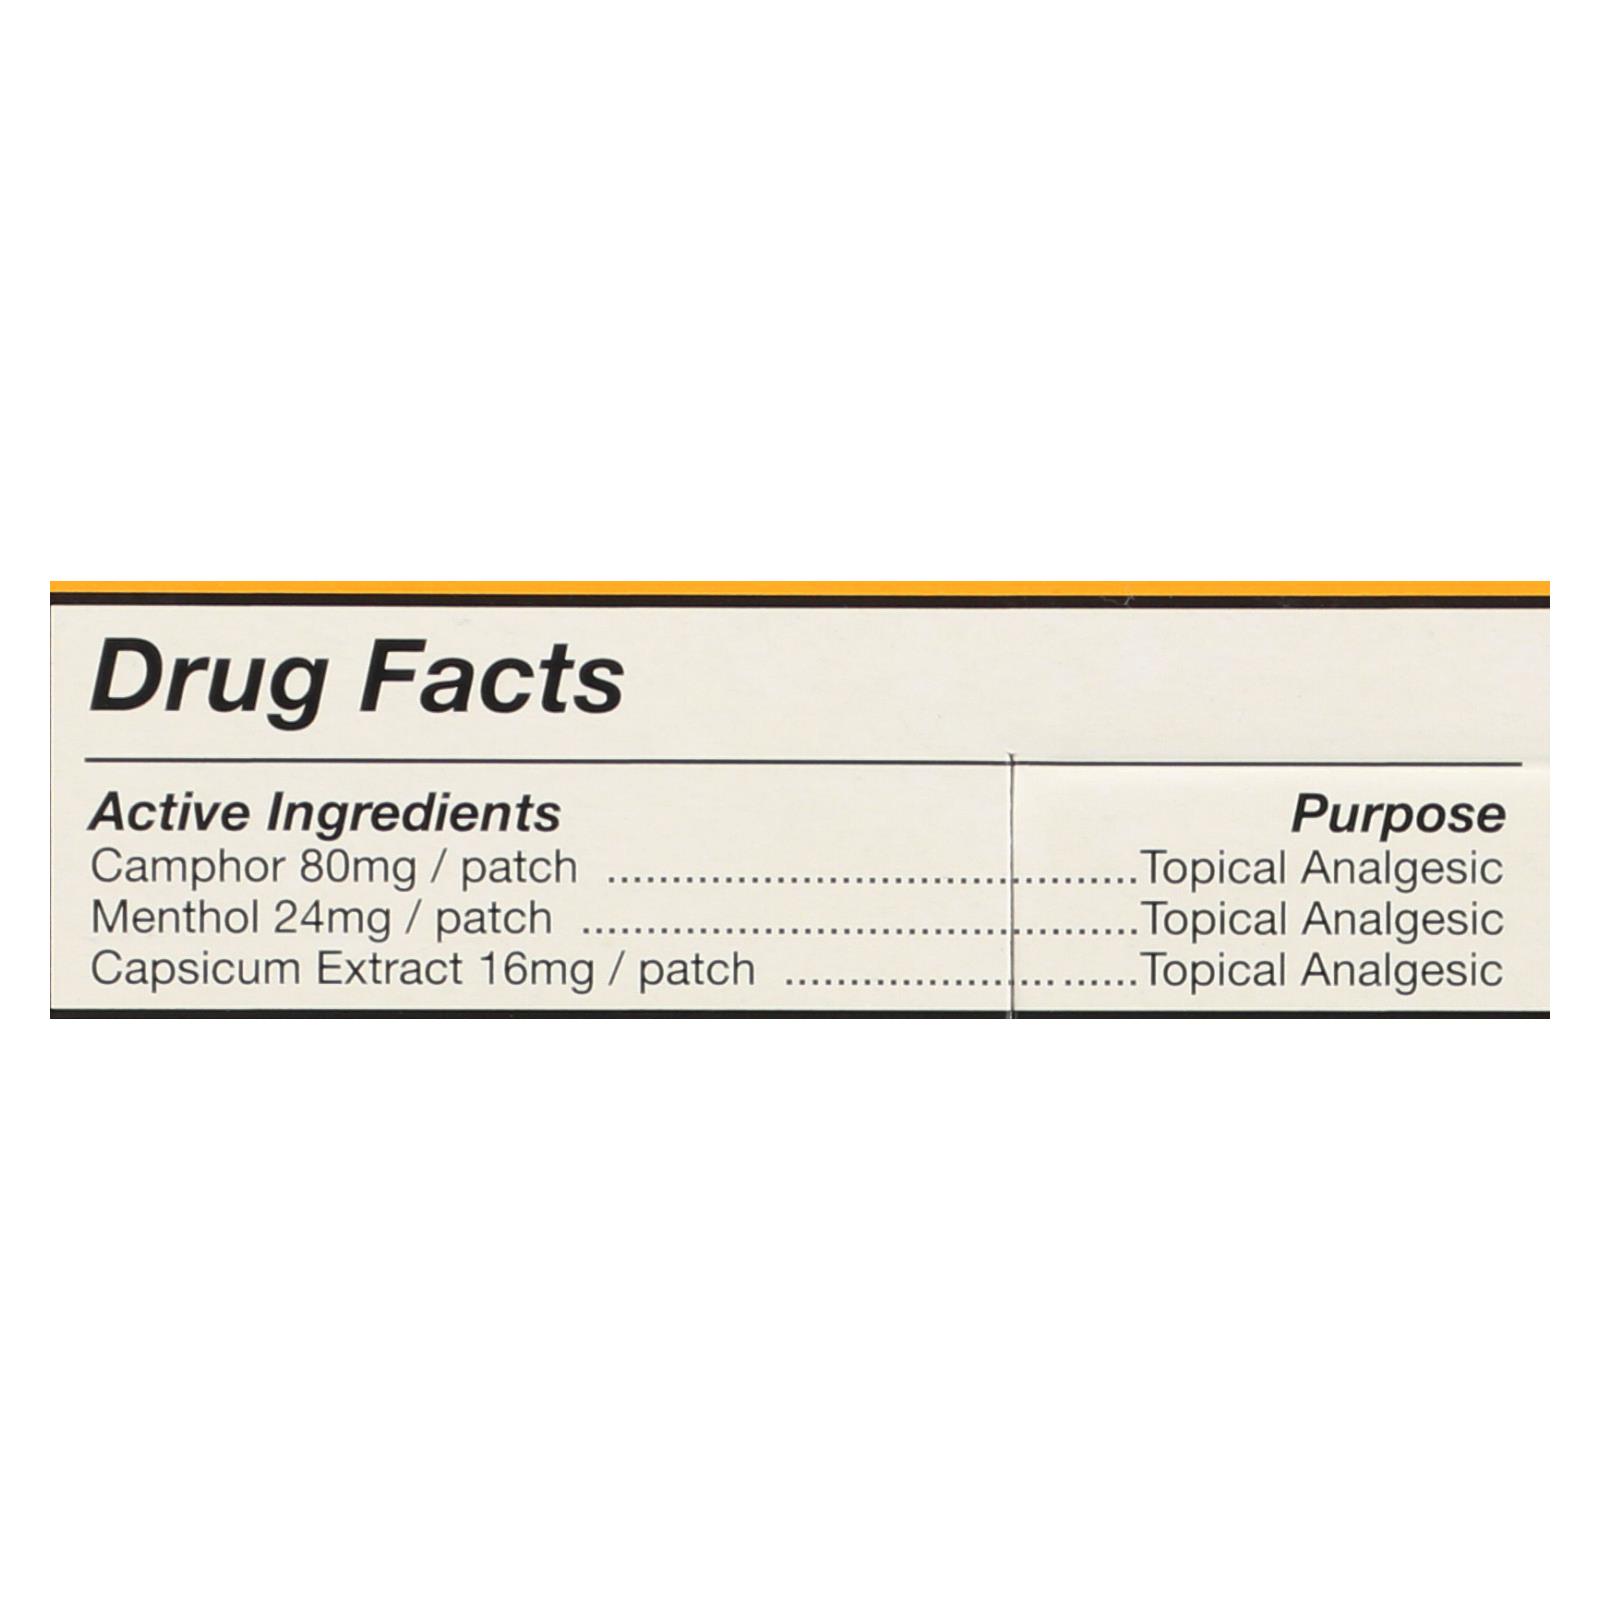 Drug Facts
Active Ingredients Purpose
Camphor 80mg / patch ........................................Topical Analgesic
Menthol 24mg / patch ..........................................Topical Analgesic
Capsicum Extract 16mg / patch ..................... ......Topical Analgesic